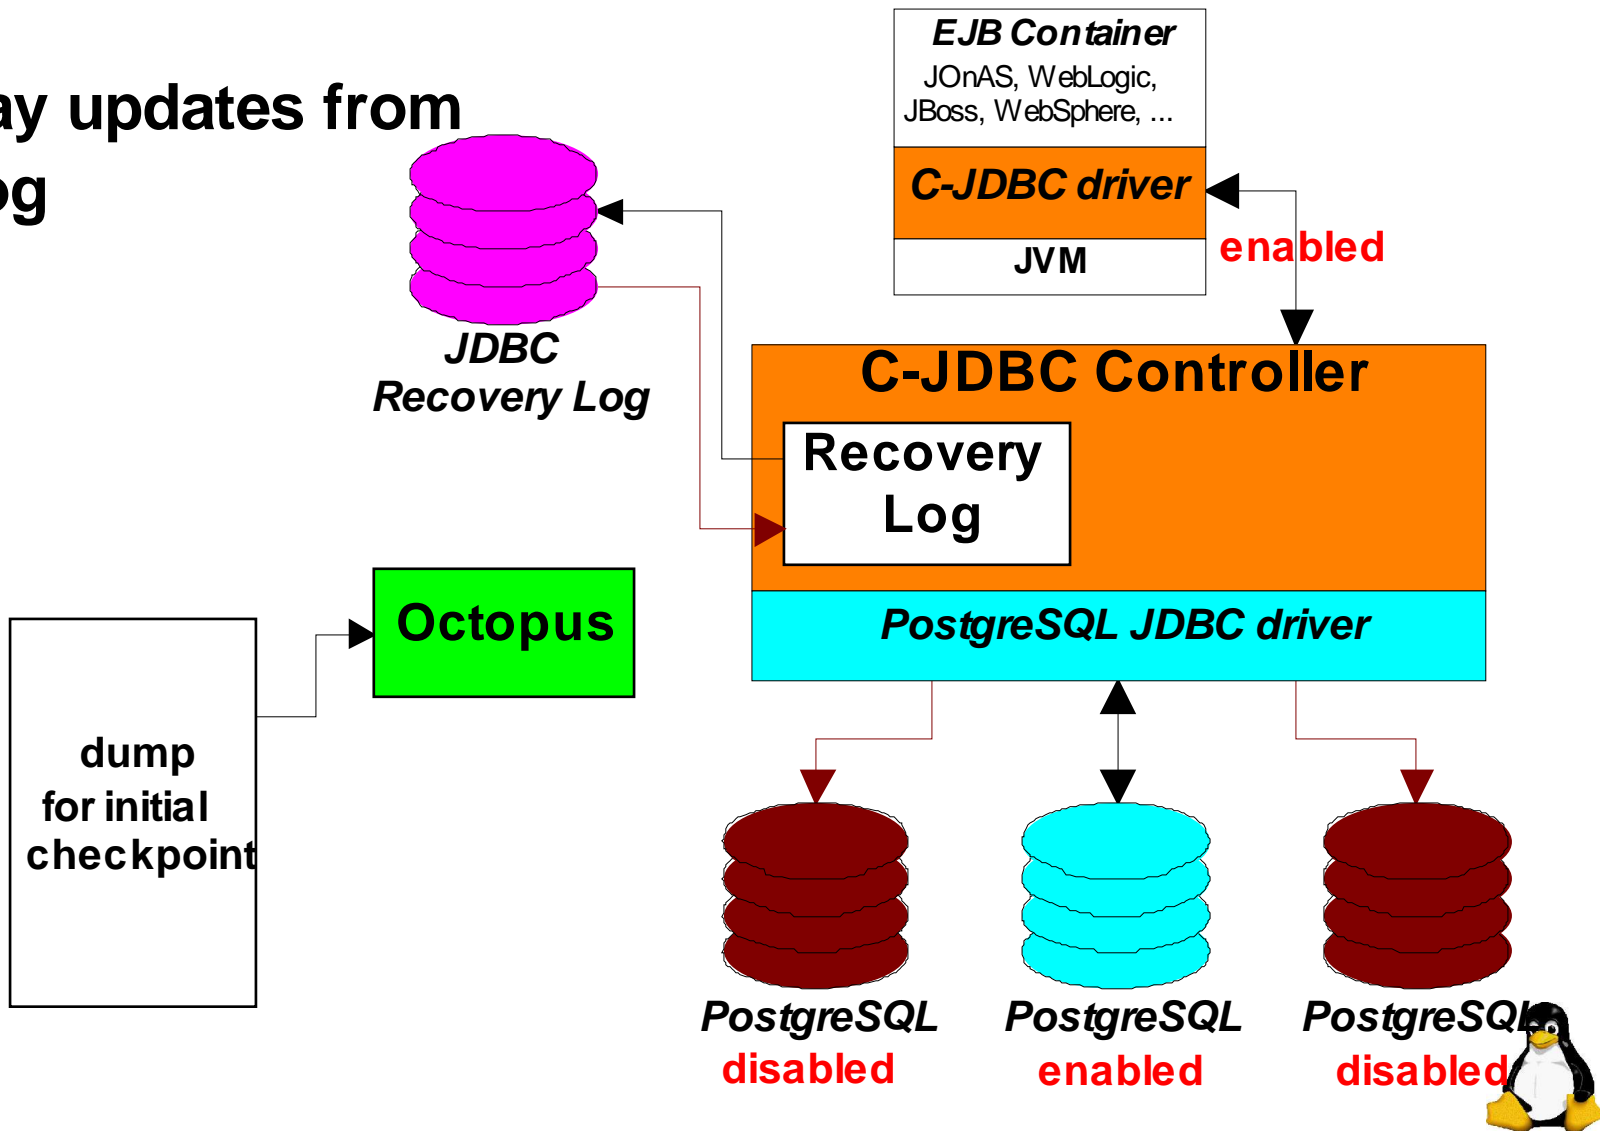 ay updates from
og
EJB Container
JOnAS, WebLogic,
JBoss, WebSphere, ...
C-JDBC driver
JVM
enabled
JDBC
Recovery Log
C-JDBC Controller
Recovery
Log
Octopus
PostgreSQL JDBC driver
dump
for initial
checkpoint
PostgreSQL
disabled
PostgreSQL
enabled
PostgreSQL
disabled